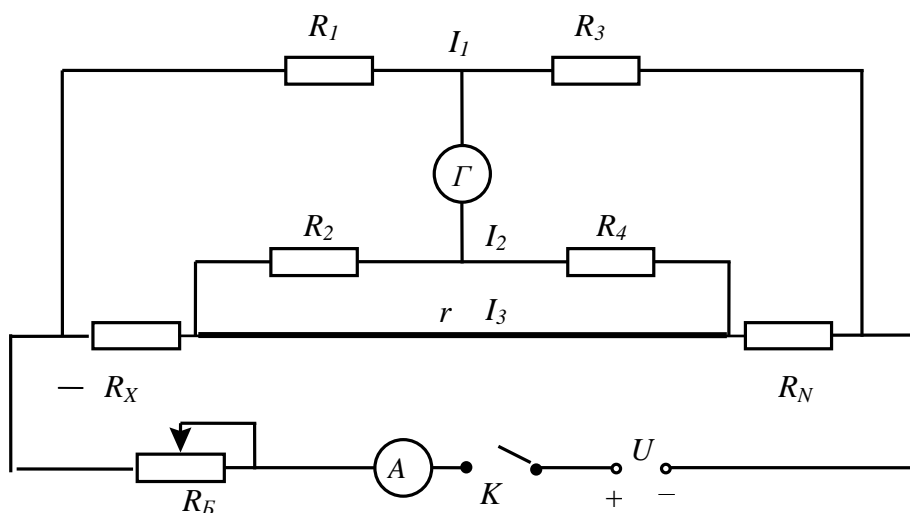 R1 I1 R3
Г
R2 I2 R4
r I3
— RX RN
A K U
RБ + −